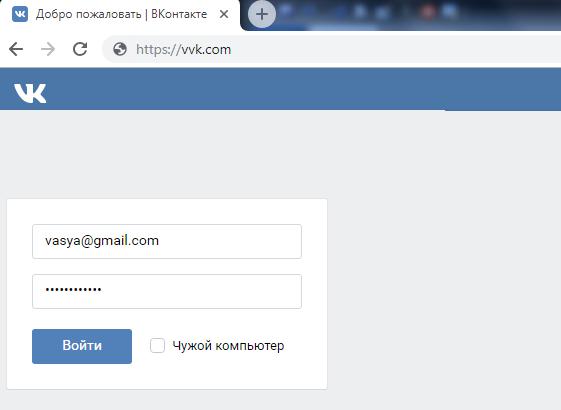 Добро пожаловать | ВКонтакте
https://vvk.com
vasya@gmail.com
••••••••••••
Войти
Чужой компьютер